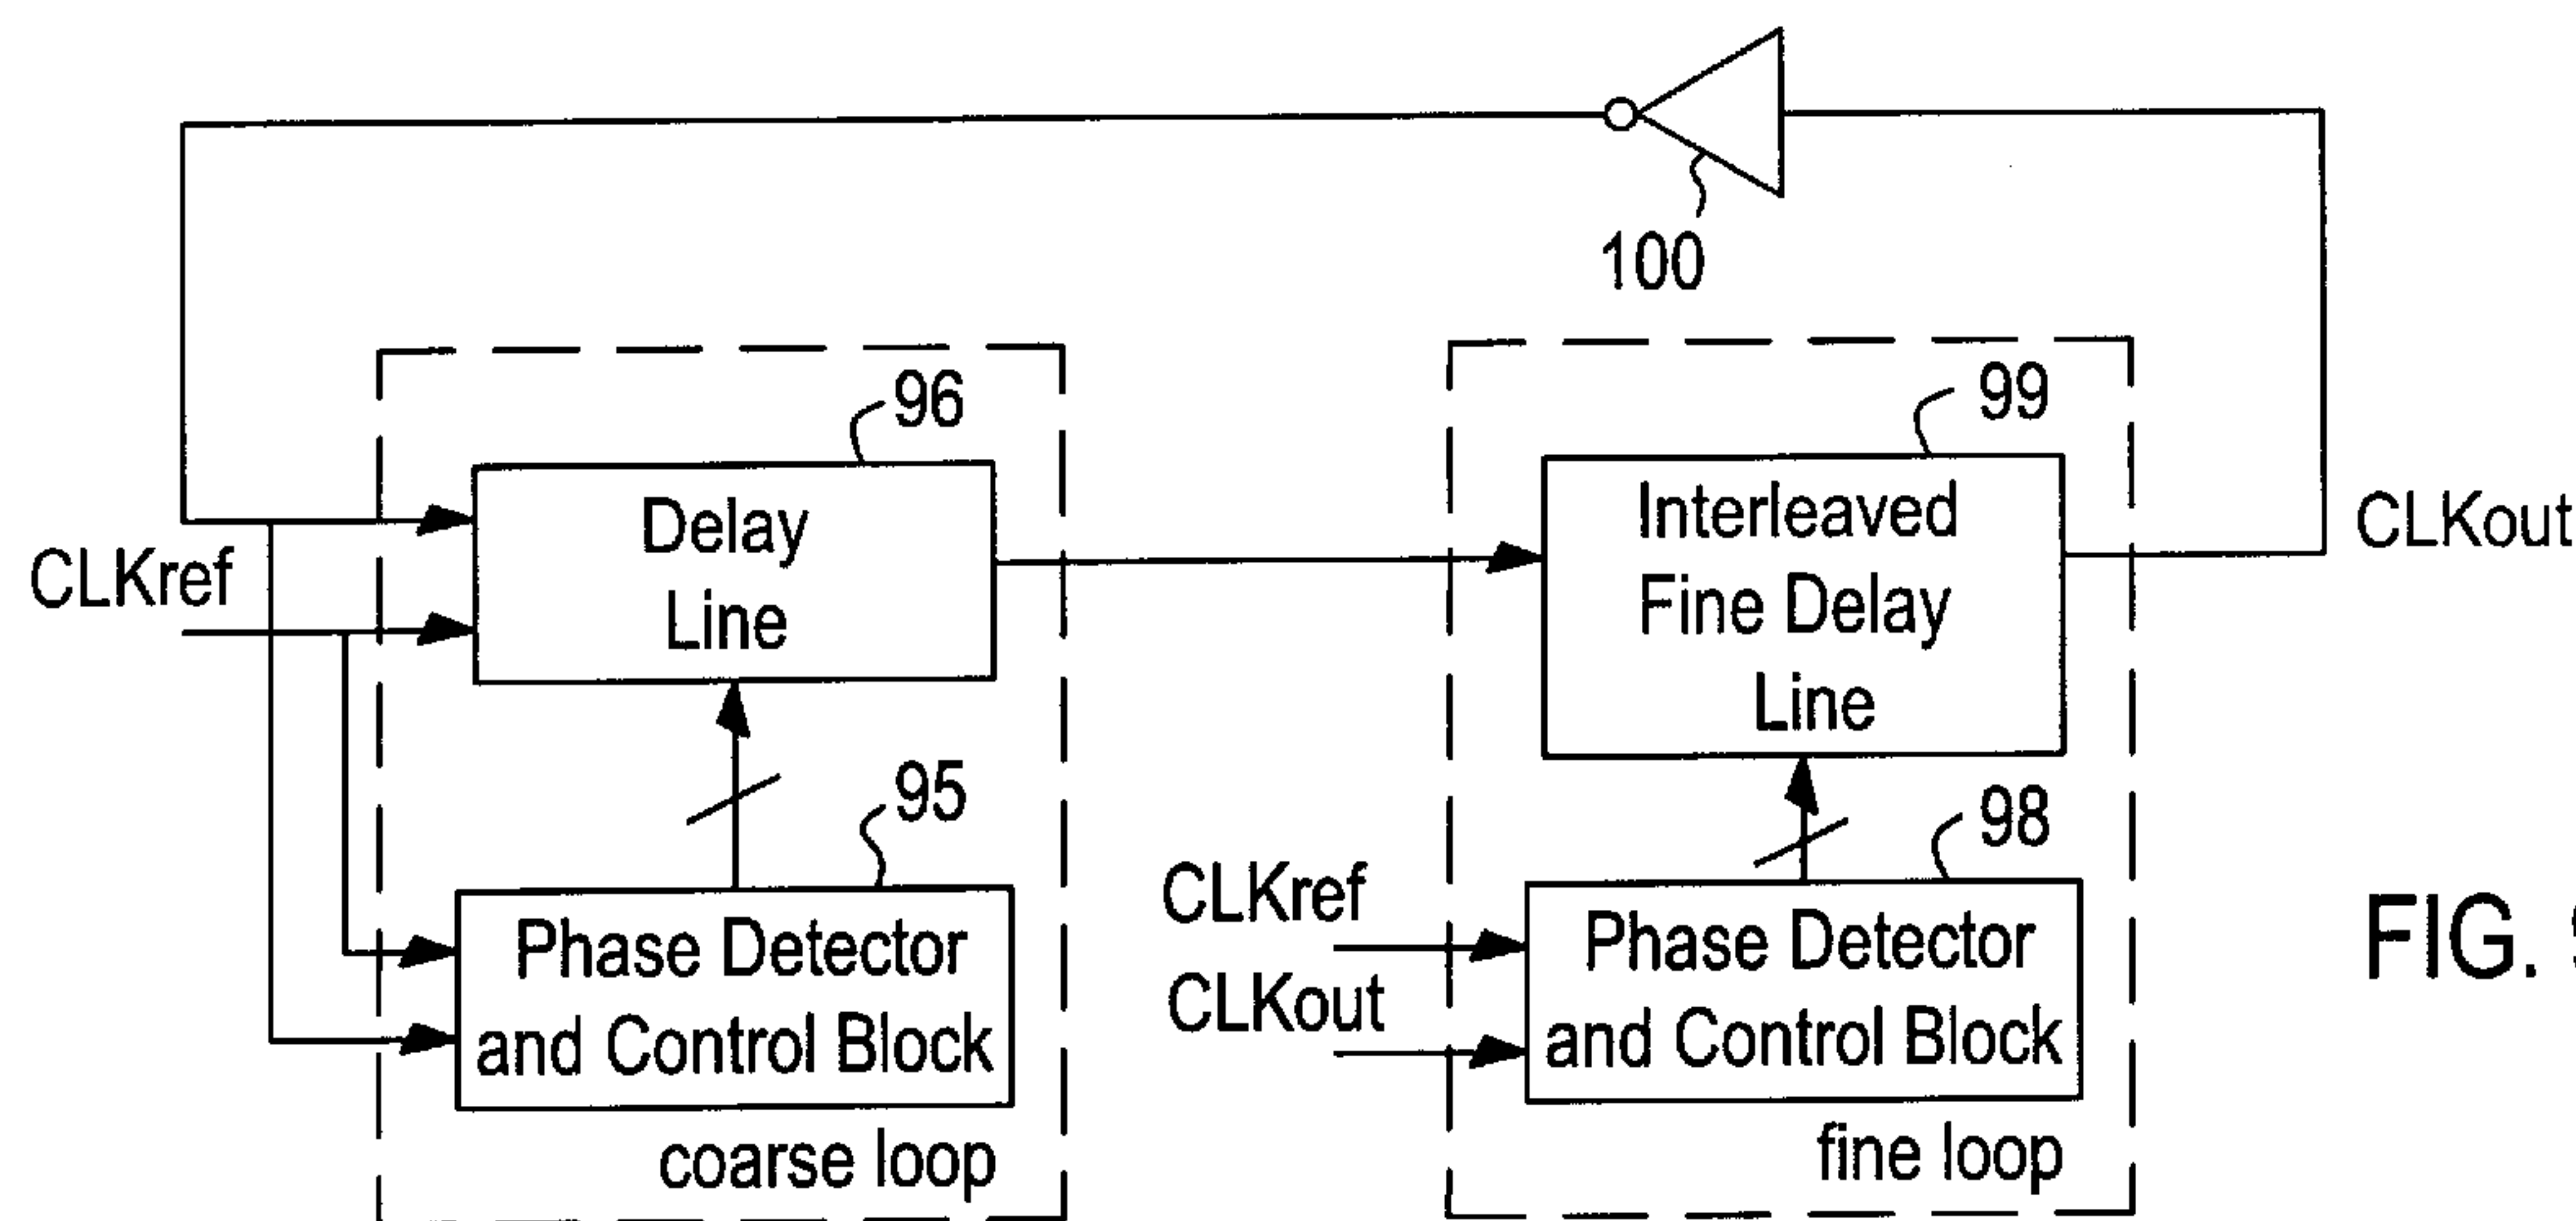 100
96
Delay
Line
CLKref
95
Phase Detector
and Control Block
coarse loop
99
Interleaved
Fine Delay
Line
CLKout
98
CLKref
CLKout
Phase Detector
and Control Block
fine loop
FIG.